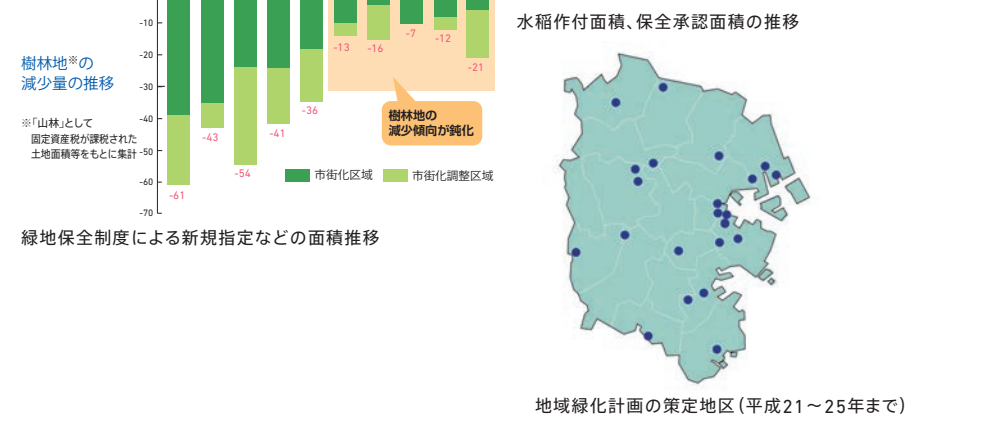 水稲作付面積、保全承認面積の推移
-10
-20
-30
-40
-50
-60
-70
樹林地※の
減少量の推移
※「山林」として
固定資産税が課税された
土地面積等をもとに集計
-61
-43
-54
-41
-36
-13
-16
-7
-12
-21
樹林地の
減少傾向が鈍化
市街化区域
市街化調整区域
緑地保全制度による新規指定などの面積推移
地域緑化計画の策定地区(平成21〜25年まで)